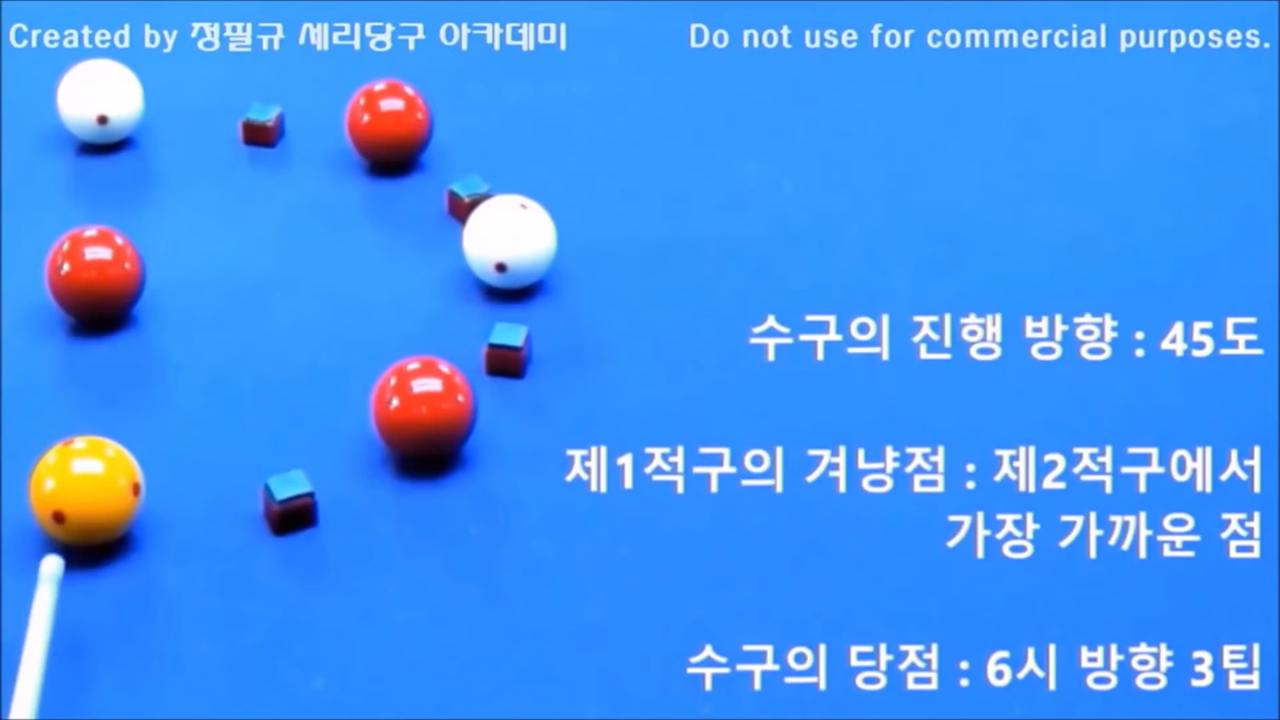 Created by 정필규 세리당구 아카데미
Do not use for commercial purposes.
수구의 진행 방향 : 45도
제1적구의 겨냥점 : 제2적구에서
가장 가까운 점
수구의 당점 : 6시 방향 3팁